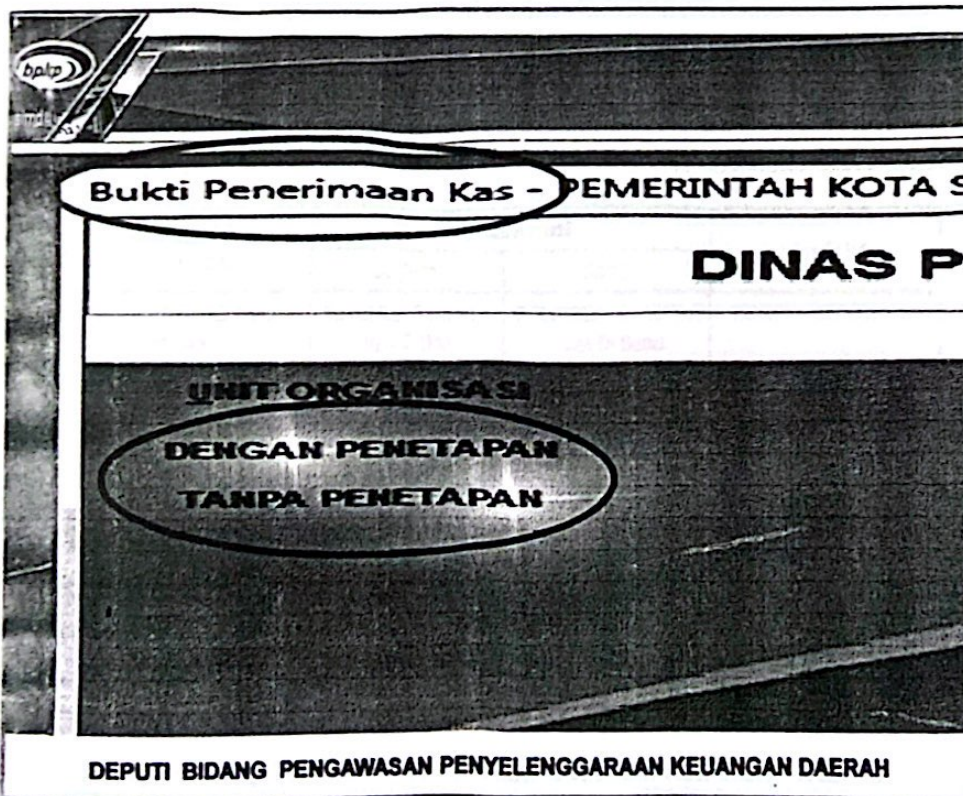 bpkp
Bukti Penerimaan Kas - PEMERINTAH KOTA S
DINAS P
UNIT ORGANISASI
DENGAN PENETAPAN
TANPA PENETAPAN
DEPUTI BIDANG PENGAWASAN PENYELENGGARAAN KEUANGAN DAERAH